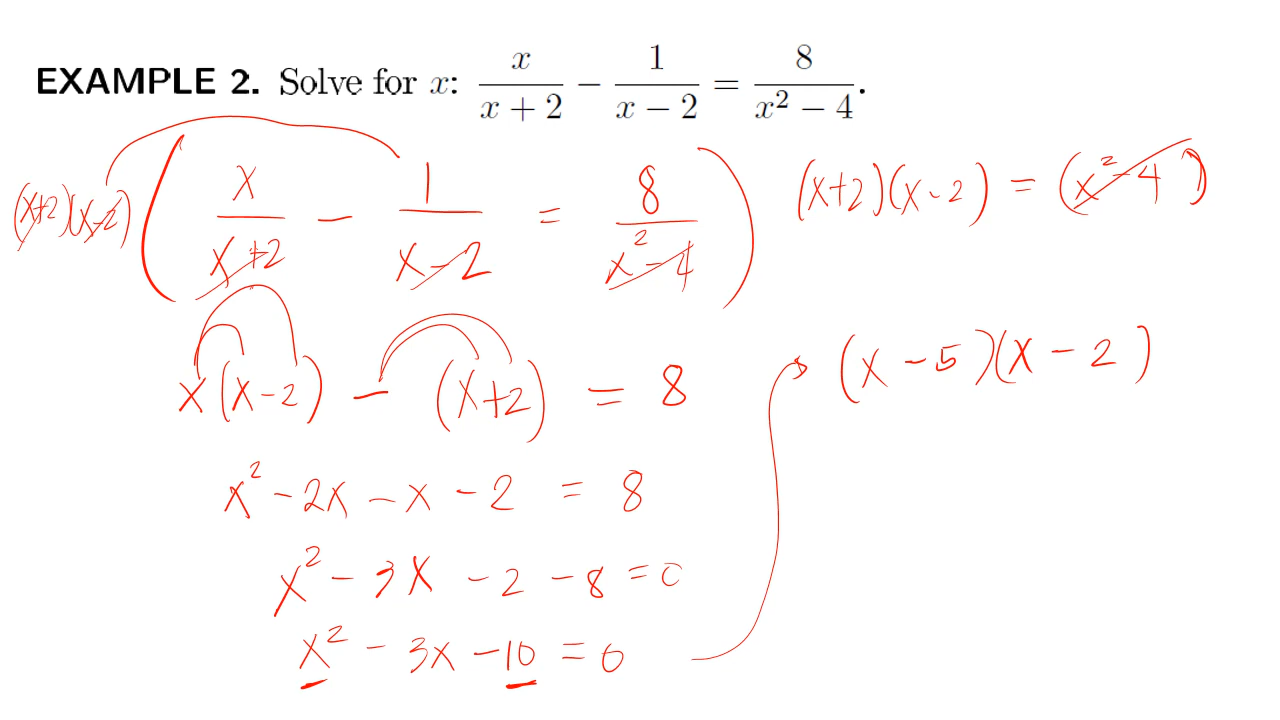 EXAMPLE 2. Solve for x: x/(x + 2) − 1/(x − 2) = 8/(x² − 4).
(x+2)(x-2) ( x/(x+2) − 1/(x−2) = 8/(x²−4) )
(x+2)(x-2) = (x²-4)
x(x-2) - (x+2) = 8
x² - 2x - x - 2 = 8
x² - 3x - 2 - 8 = 0
x² - 3x - 10 = 0
(x - 5)(x - 2)